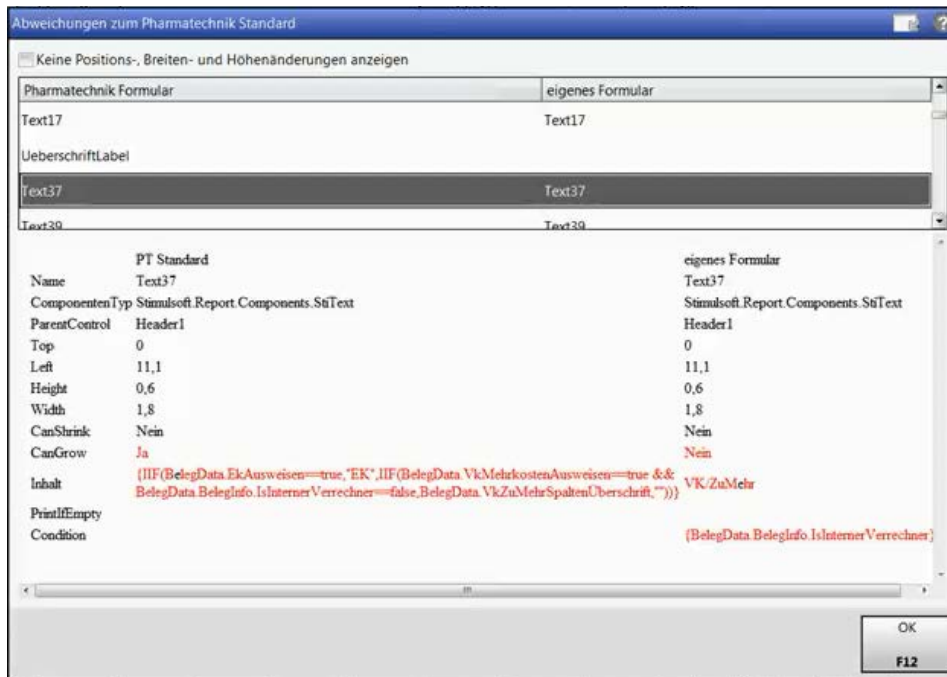 Abweichungen zum Pharmatechnik Standard
Keine Positions-, Breiten- und Höhenänderungen anzeigen
Pharmatechnik Formular eigenes Formular
Text17 Text17
UeberschriftLabel
Text37 Text37
Text39 Text39
PT Standard eigenes Formular
Name Text37 Text37
ComponentenTyp Stimulsoft.Report.Components.StiText Stimulsoft.Report.Components.StiText
ParentControl Header1 Header1
Top 0 0
Left 11,1 11,1
Height 0,6 0,6
Width 1,8 1,8
CanShrink Nein Nein
CanGrow Ja Nein
Inhalt {IIF(BelegData.EkAusweisen==true,"EK",IIF(BelegData.VkMehrkostenAusweisen==true && BelegData.BelegInfo.IsInternerVerrechner==false,BelegData.VkZuMehrSpaltenÜberschrift,""))} VK/ZuMehr
PrintIfEmpty
Condition {BelegData.BelegInfo.IsInternerVerrechner}
OK
F12